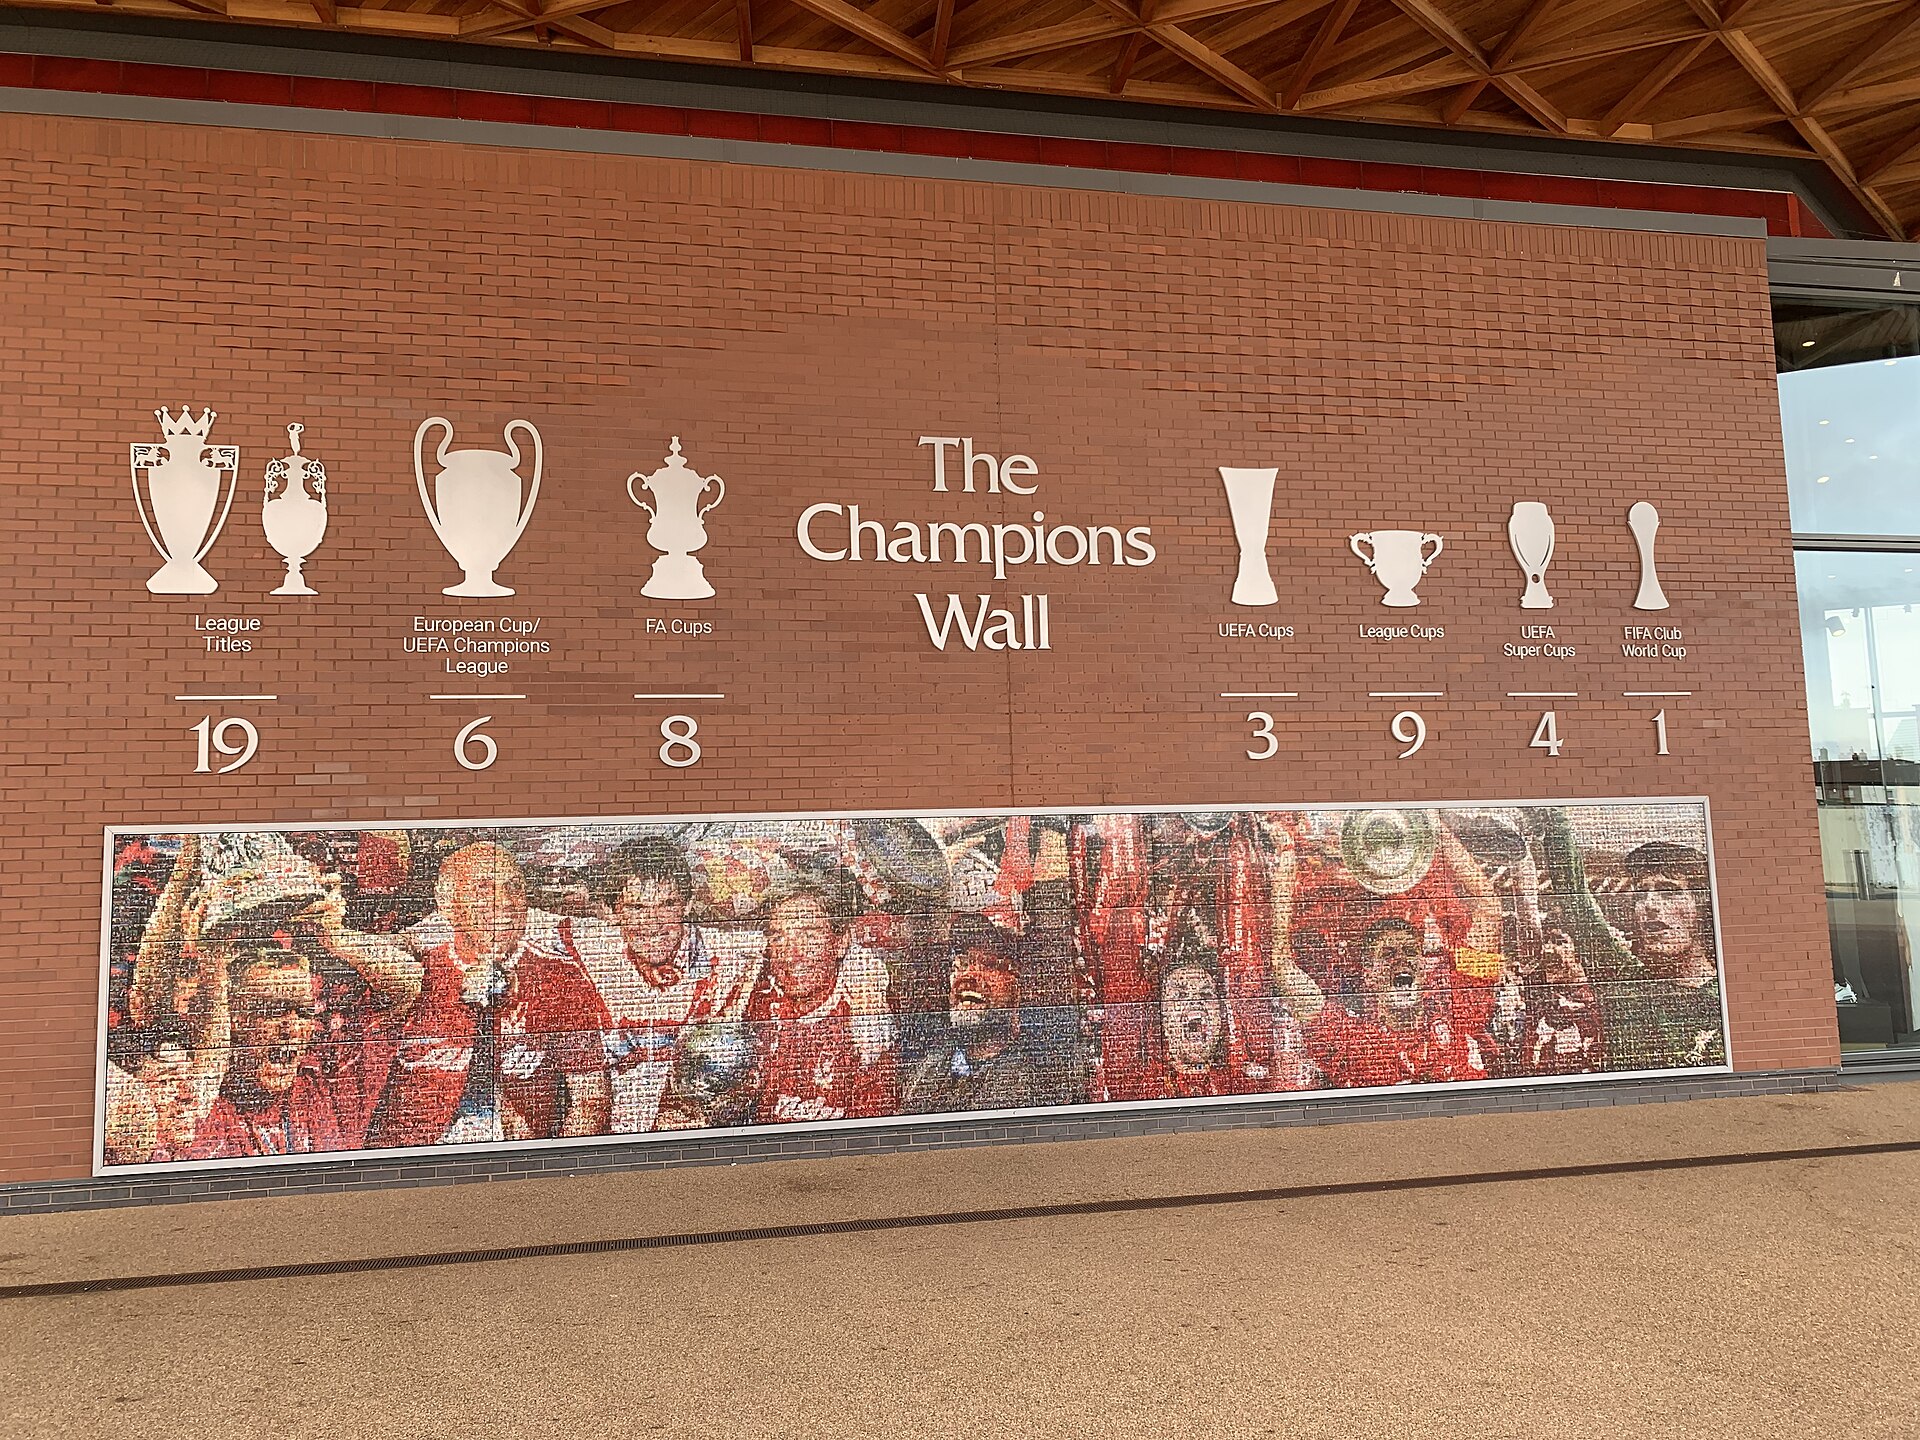 The
Champions
Wall
League
Titles
19
European Cup/
UEFA Champions
League
6
FA Cups
8
UEFA Cups
3
League Cups
9
UEFA
Super Cups
4
FIFA Club
World Cup
1